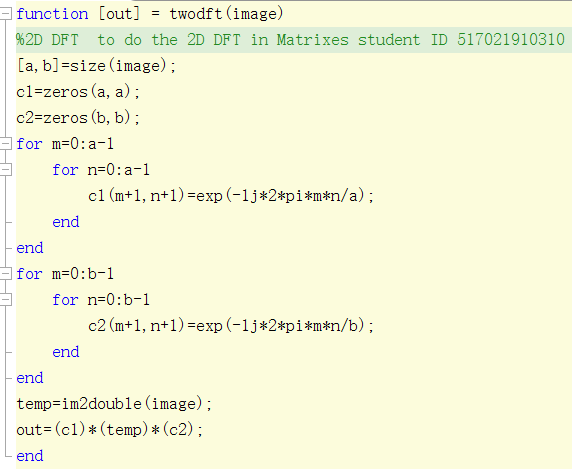 function [out] = twodft(image)
%2D DFT  to do the 2D DFT in Matrixes student ID 517021910310
[a,b]=size(image);
c1=zeros(a,a);
c2=zeros(b,b);
for m=0:a-1
    for n=0:a-1
        c1(m+1,n+1)=exp(-1j*2*pi*m*n/a);
    end
end
for m=0:b-1
    for n=0:b-1
        c2(m+1,n+1)=exp(-1j*2*pi*m*n/b);
    end
end
temp=im2double(image);
out=(c1)*(temp)*(c2);
end